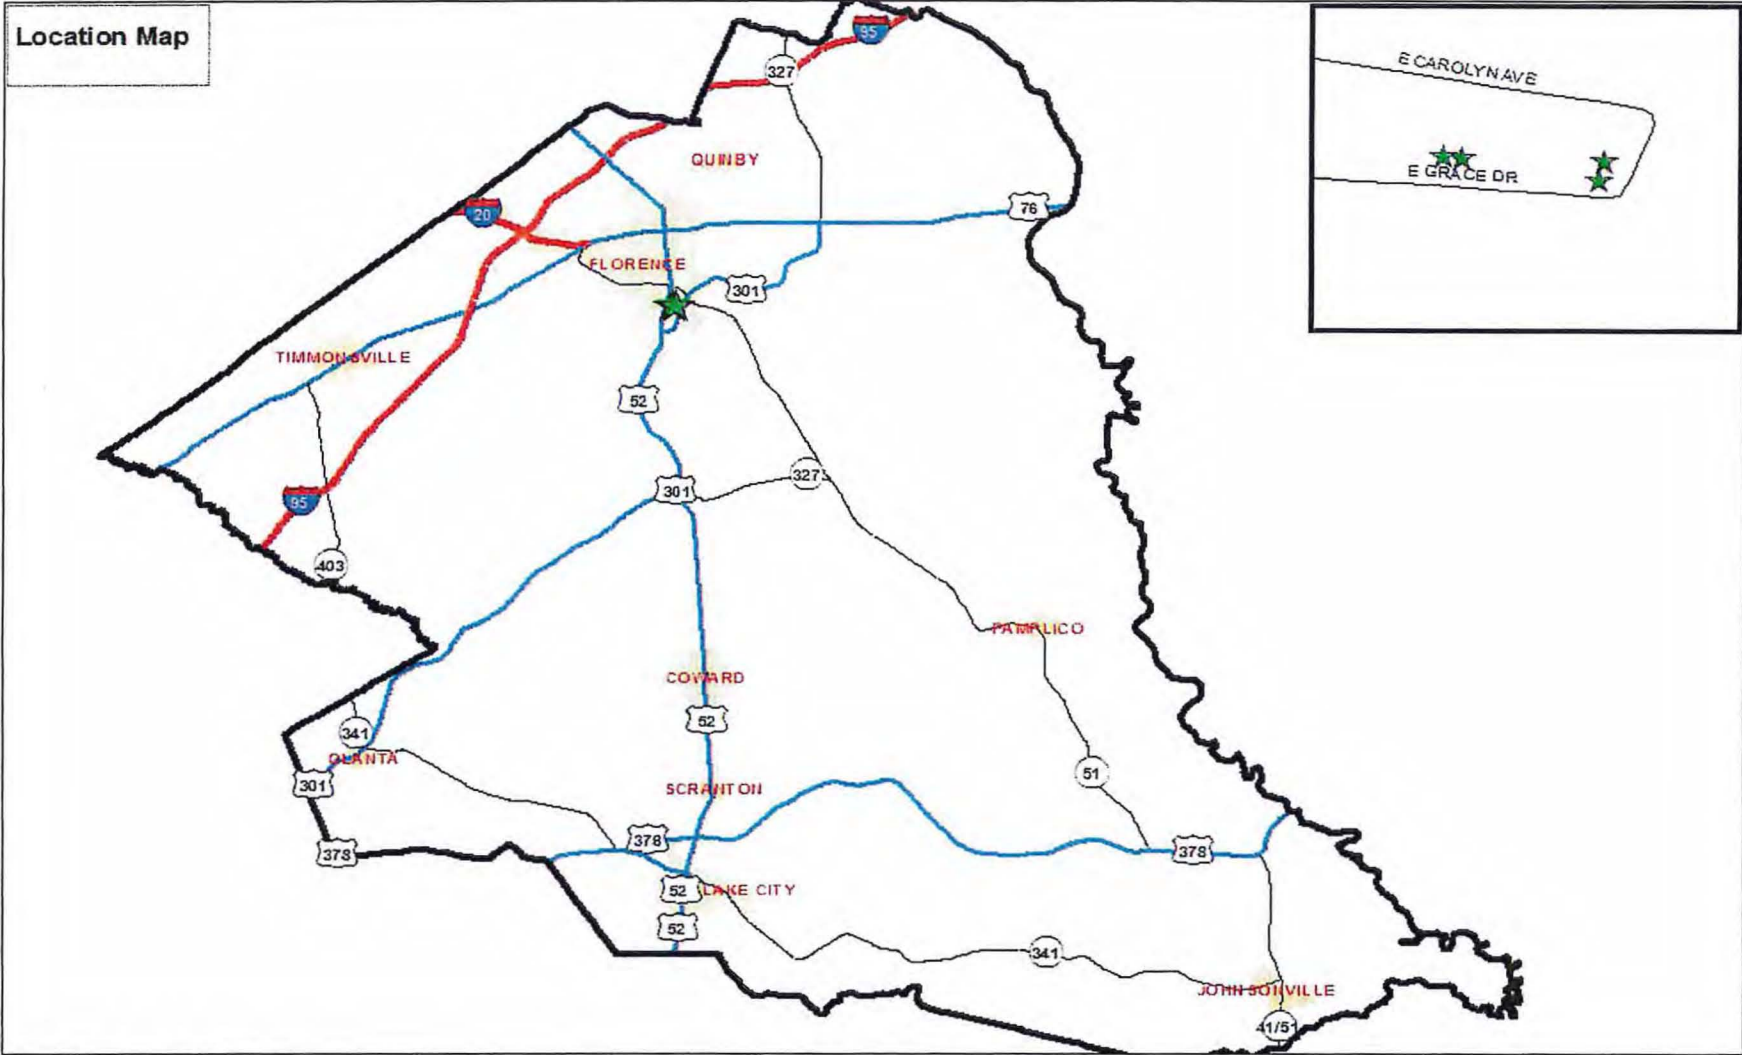 Location Map
95
327
E CAROLYN AVE
QUINBY
E GRACE DR
20
76
FLORENCE
301
TIMMONSVILLE
52
327
301
95
403
PAMPLICO
COWARD
52
341
OLANTA
51
301
SCRANTON
378
378
378
52
LAKE CITY
52
341
JOHNSONVILLE
41/51